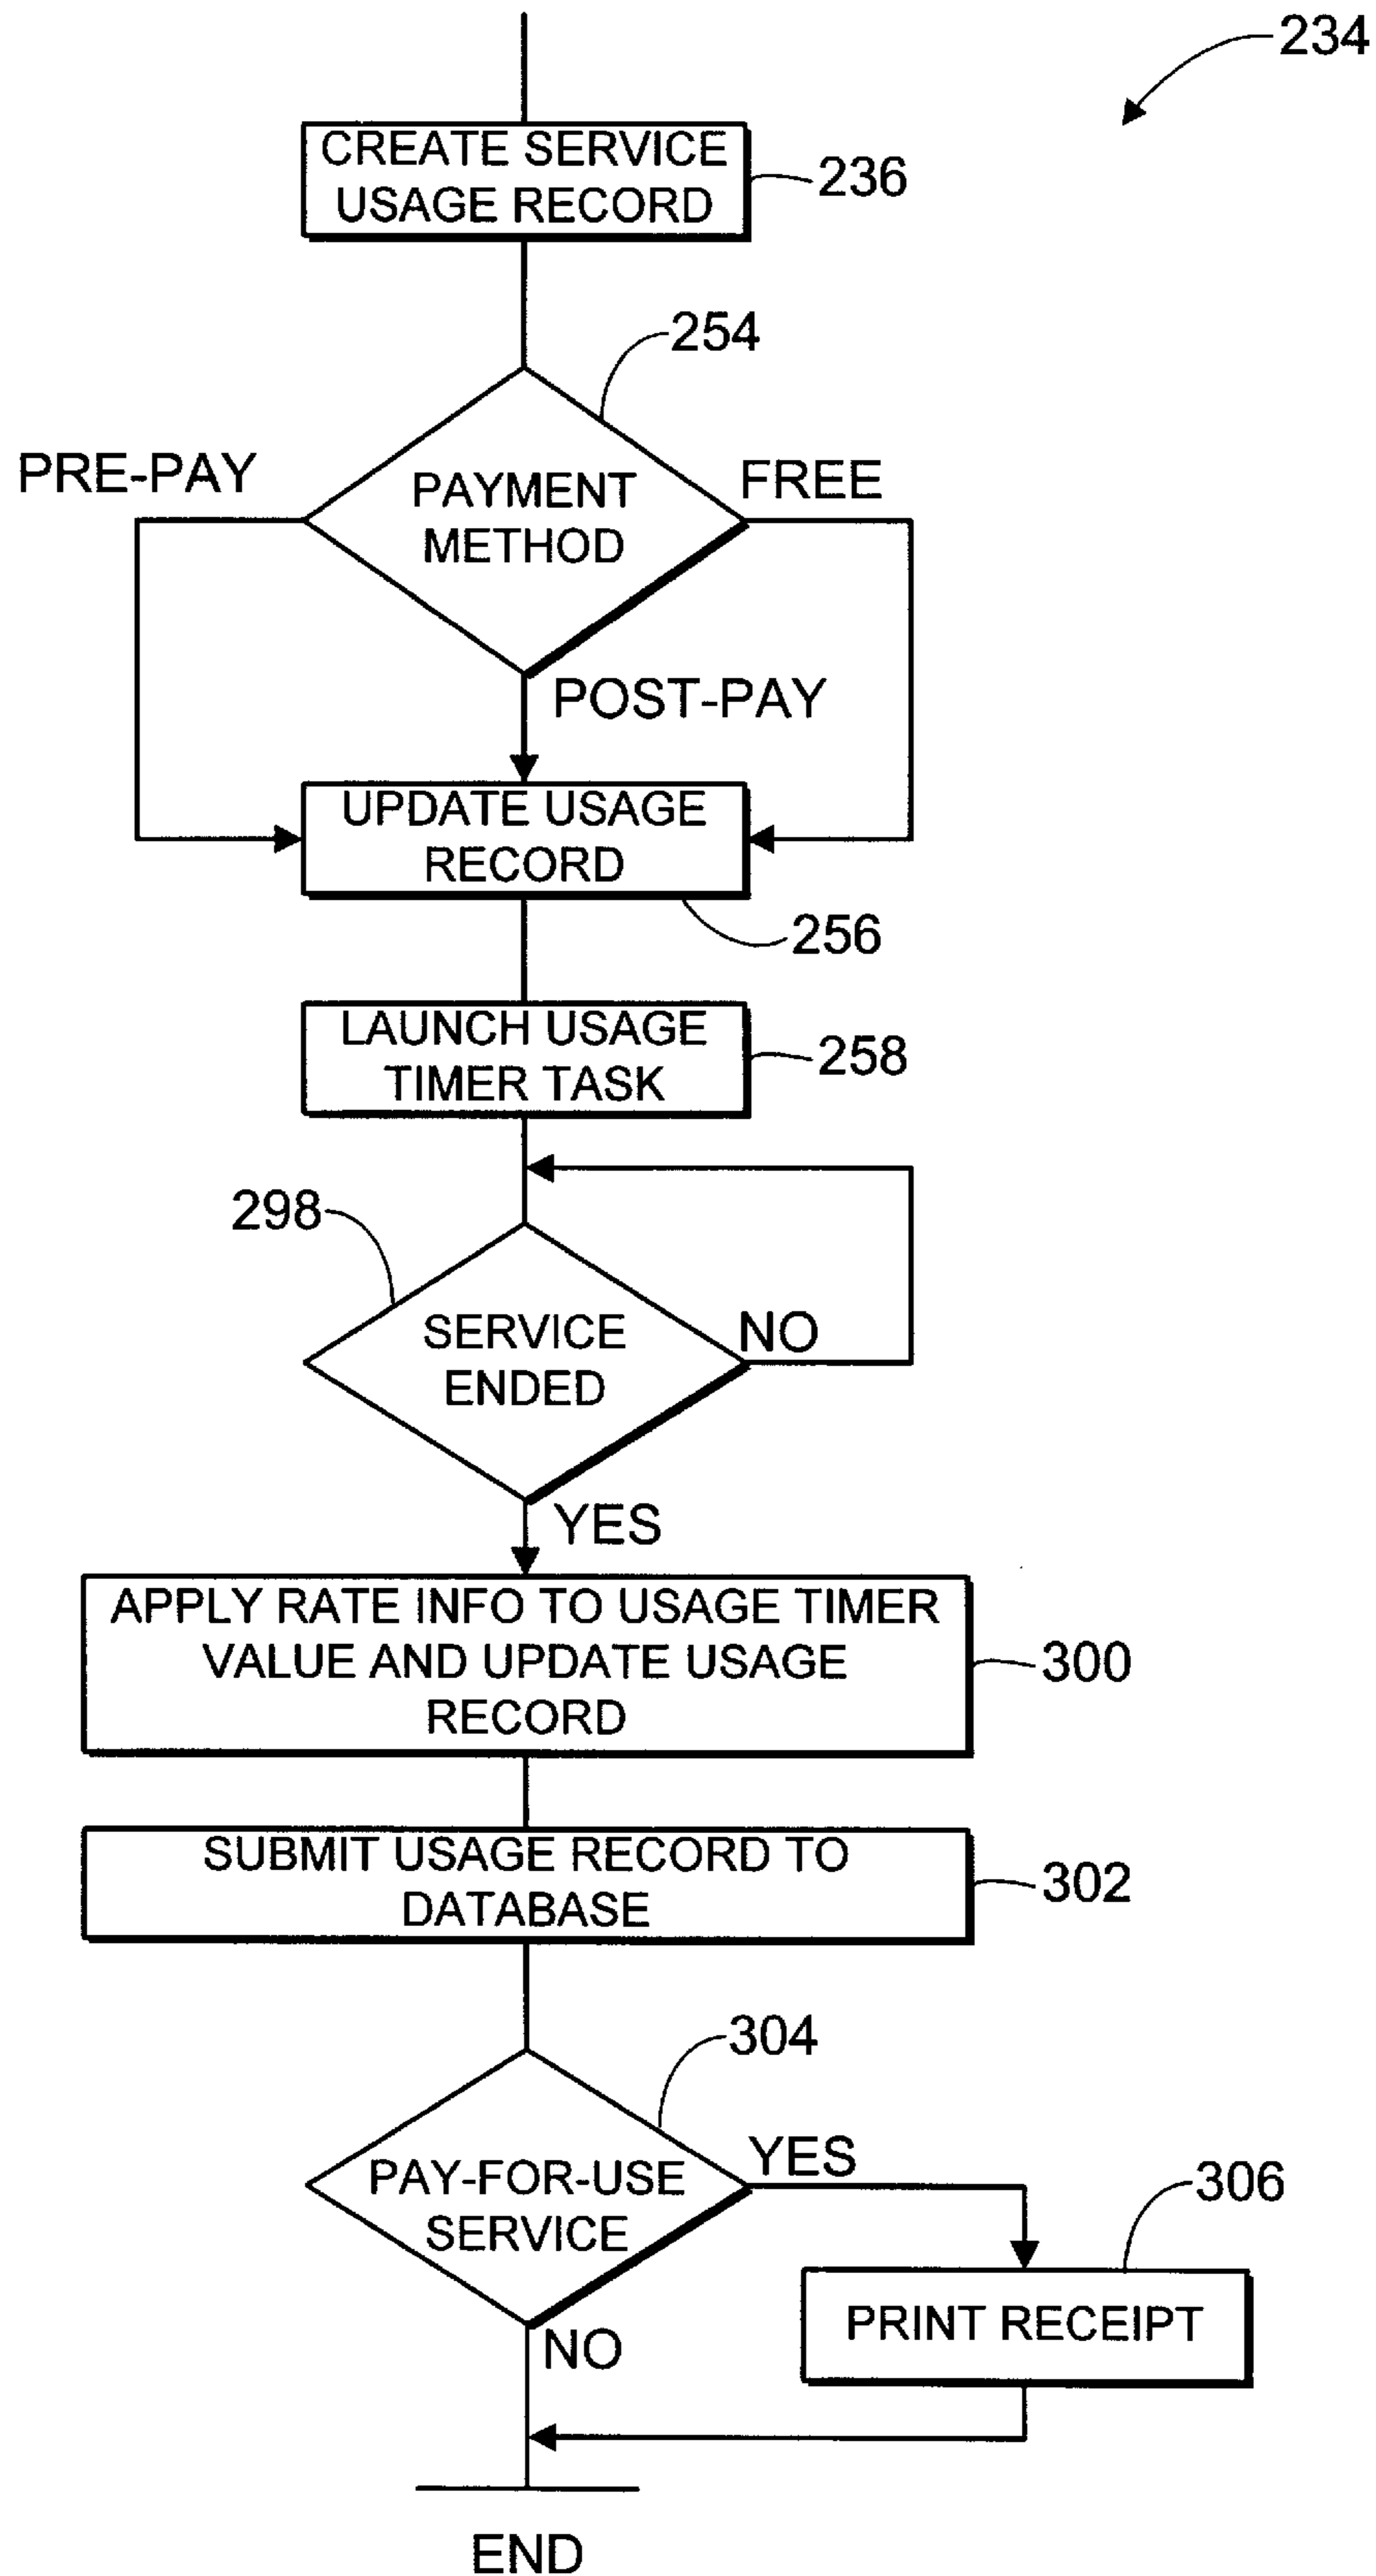 234
CREATE SERVICE
USAGE RECORD
236
254
PRE-PAY
PAYMENT
METHOD
FREE
POST-PAY
UPDATE USAGE
RECORD
256
LAUNCH USAGE
TIMER TASK
258
298
SERVICE
ENDED
NO
YES
APPLY RATE INFO TO USAGE TIMER
VALUE AND UPDATE USAGE
RECORD
300
SUBMIT USAGE RECORD TO
DATABASE
302
304
PAY-FOR-USE
SERVICE
YES
306
PRINT RECEIPT
NO
END